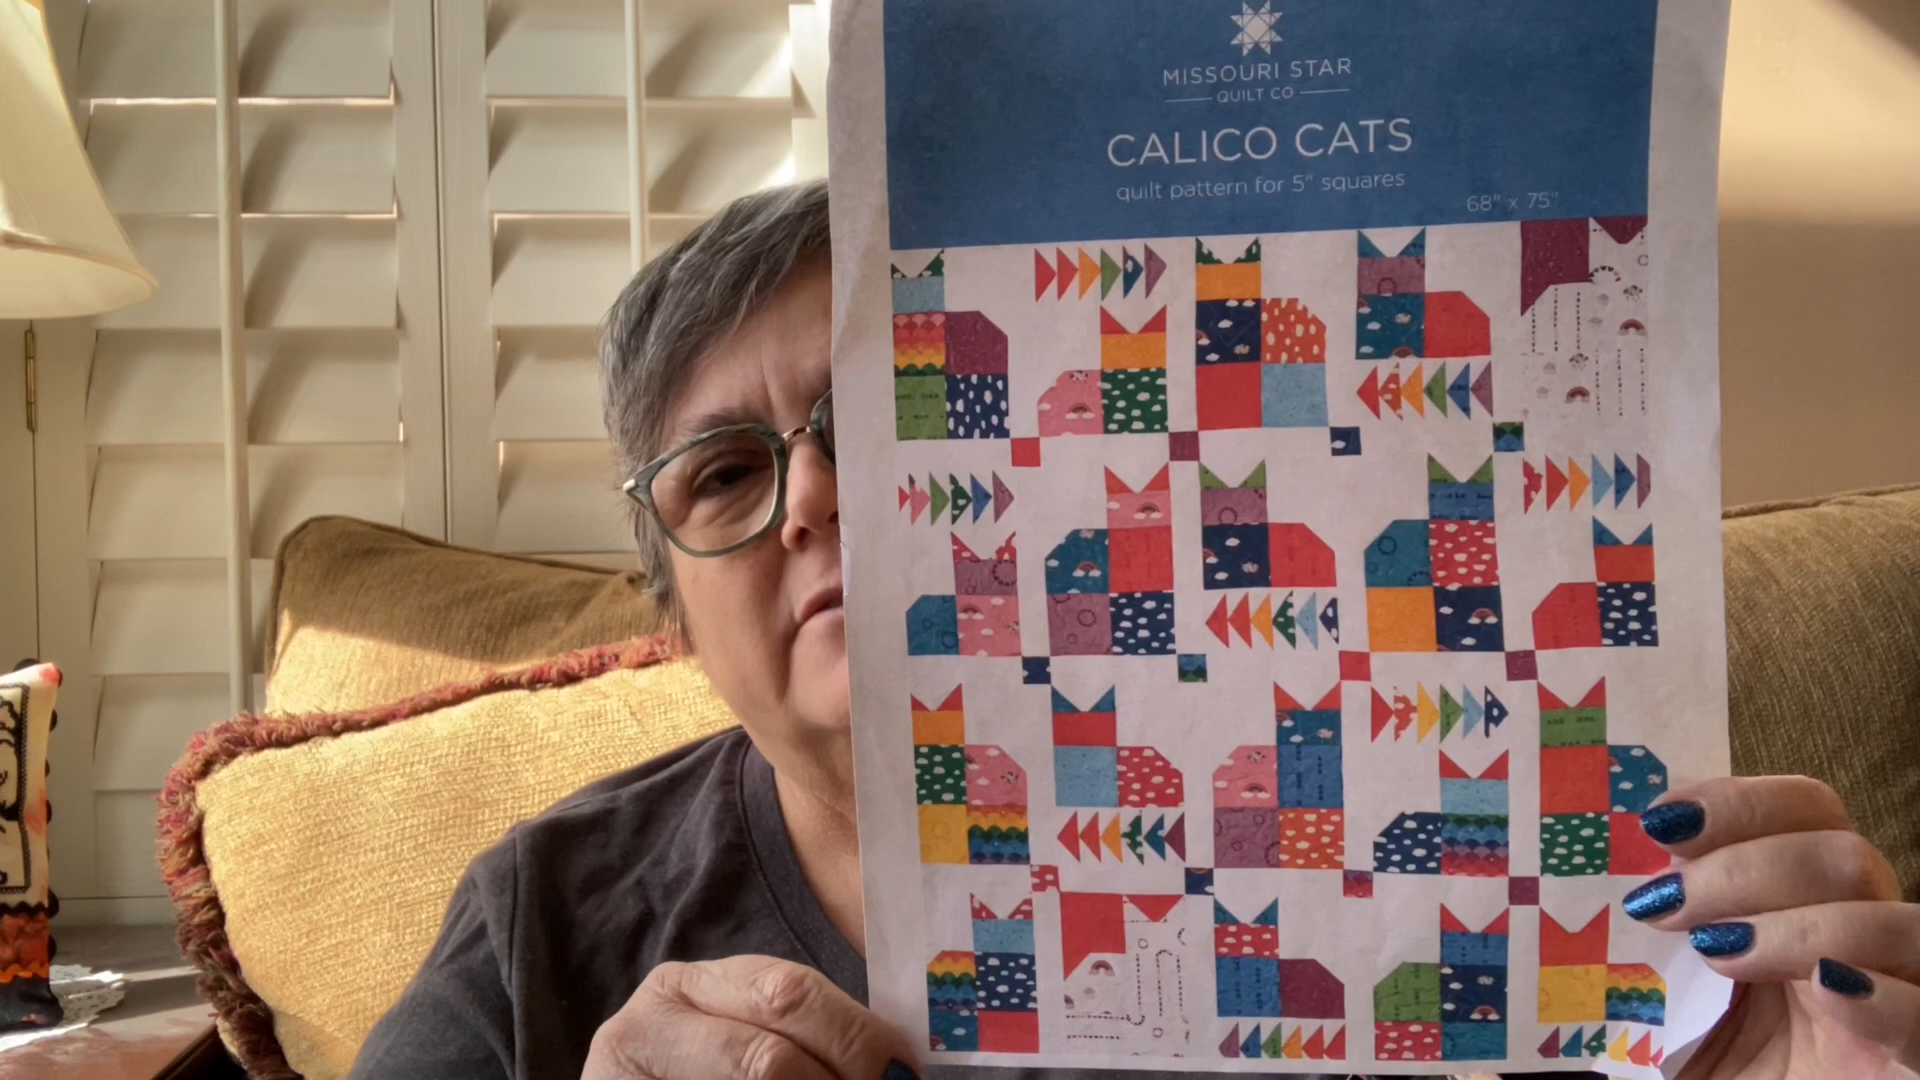 MISSOURI STAR
QUILT CO
CALICO CATS
quilt pattern for 5" squares
68" x 75"